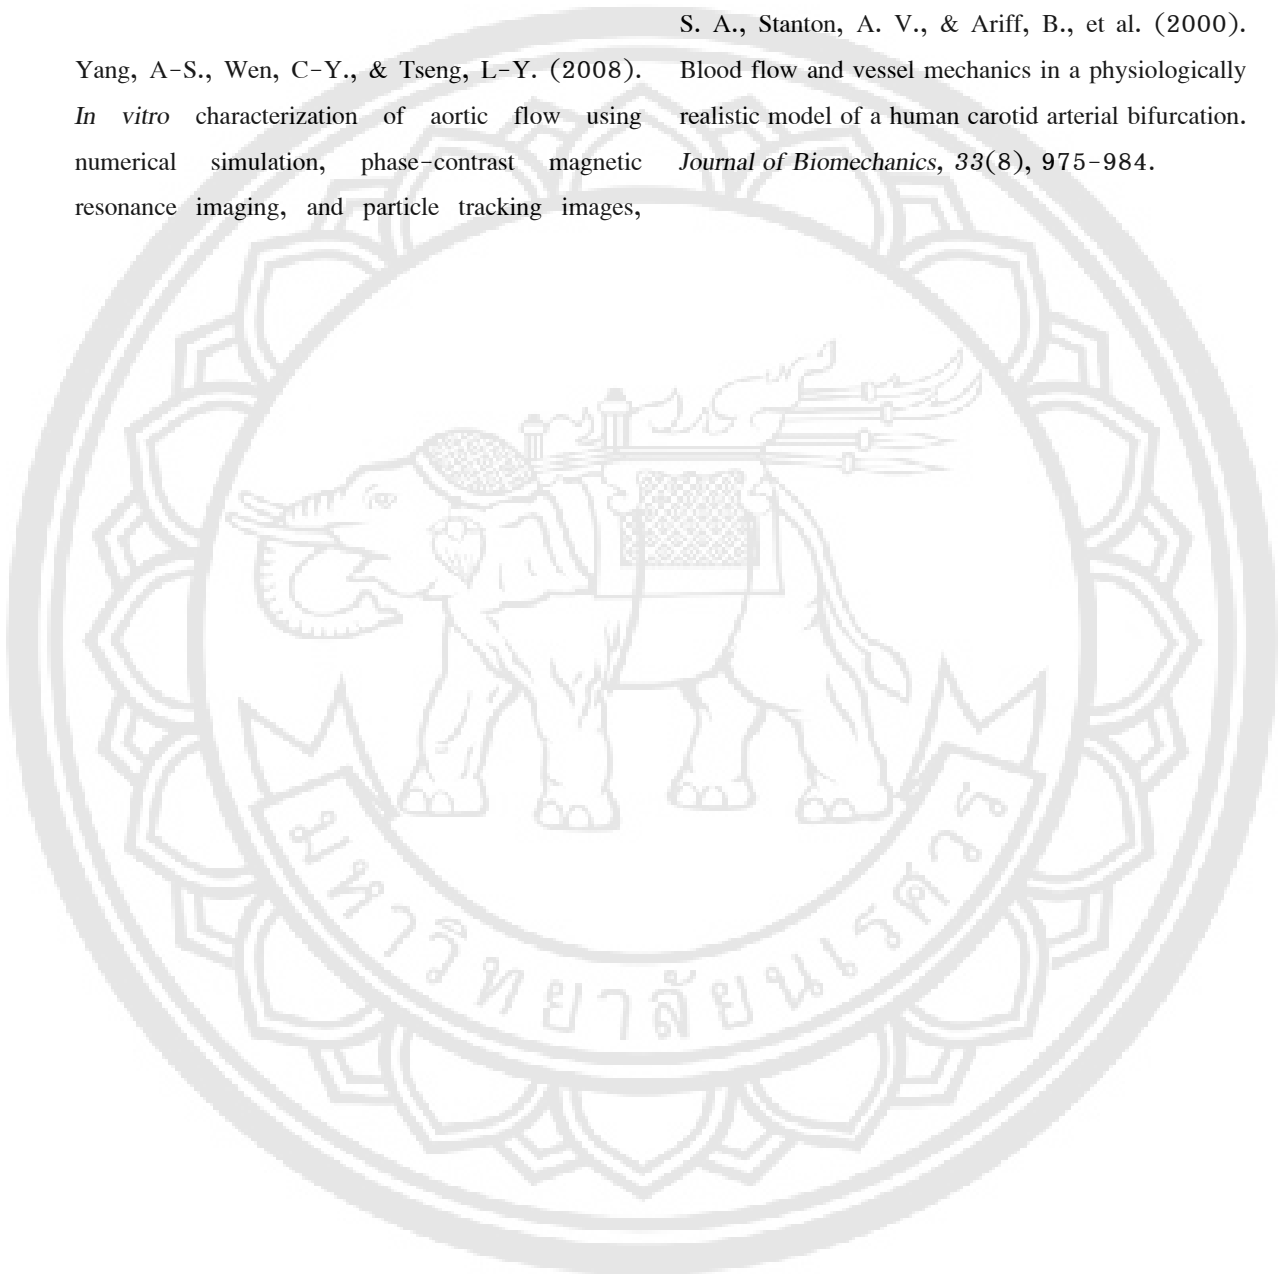 Yang, A-S., Wen, C-Y., & Tseng, L-Y. (2008).
In vitro characterization of aortic flow using
numerical simulation, phase-contrast magnetic
resonance imaging, and particle tracking images,
S. A., Stanton, A. V., & Ariff, B., et al. (2000).
Blood flow and vessel mechanics in a physiologically
realistic model of a human carotid arterial bifurcation.
Journal of Biomechanics, 33(8), 975-984.
มหาวิทยาลัยนเรศวร